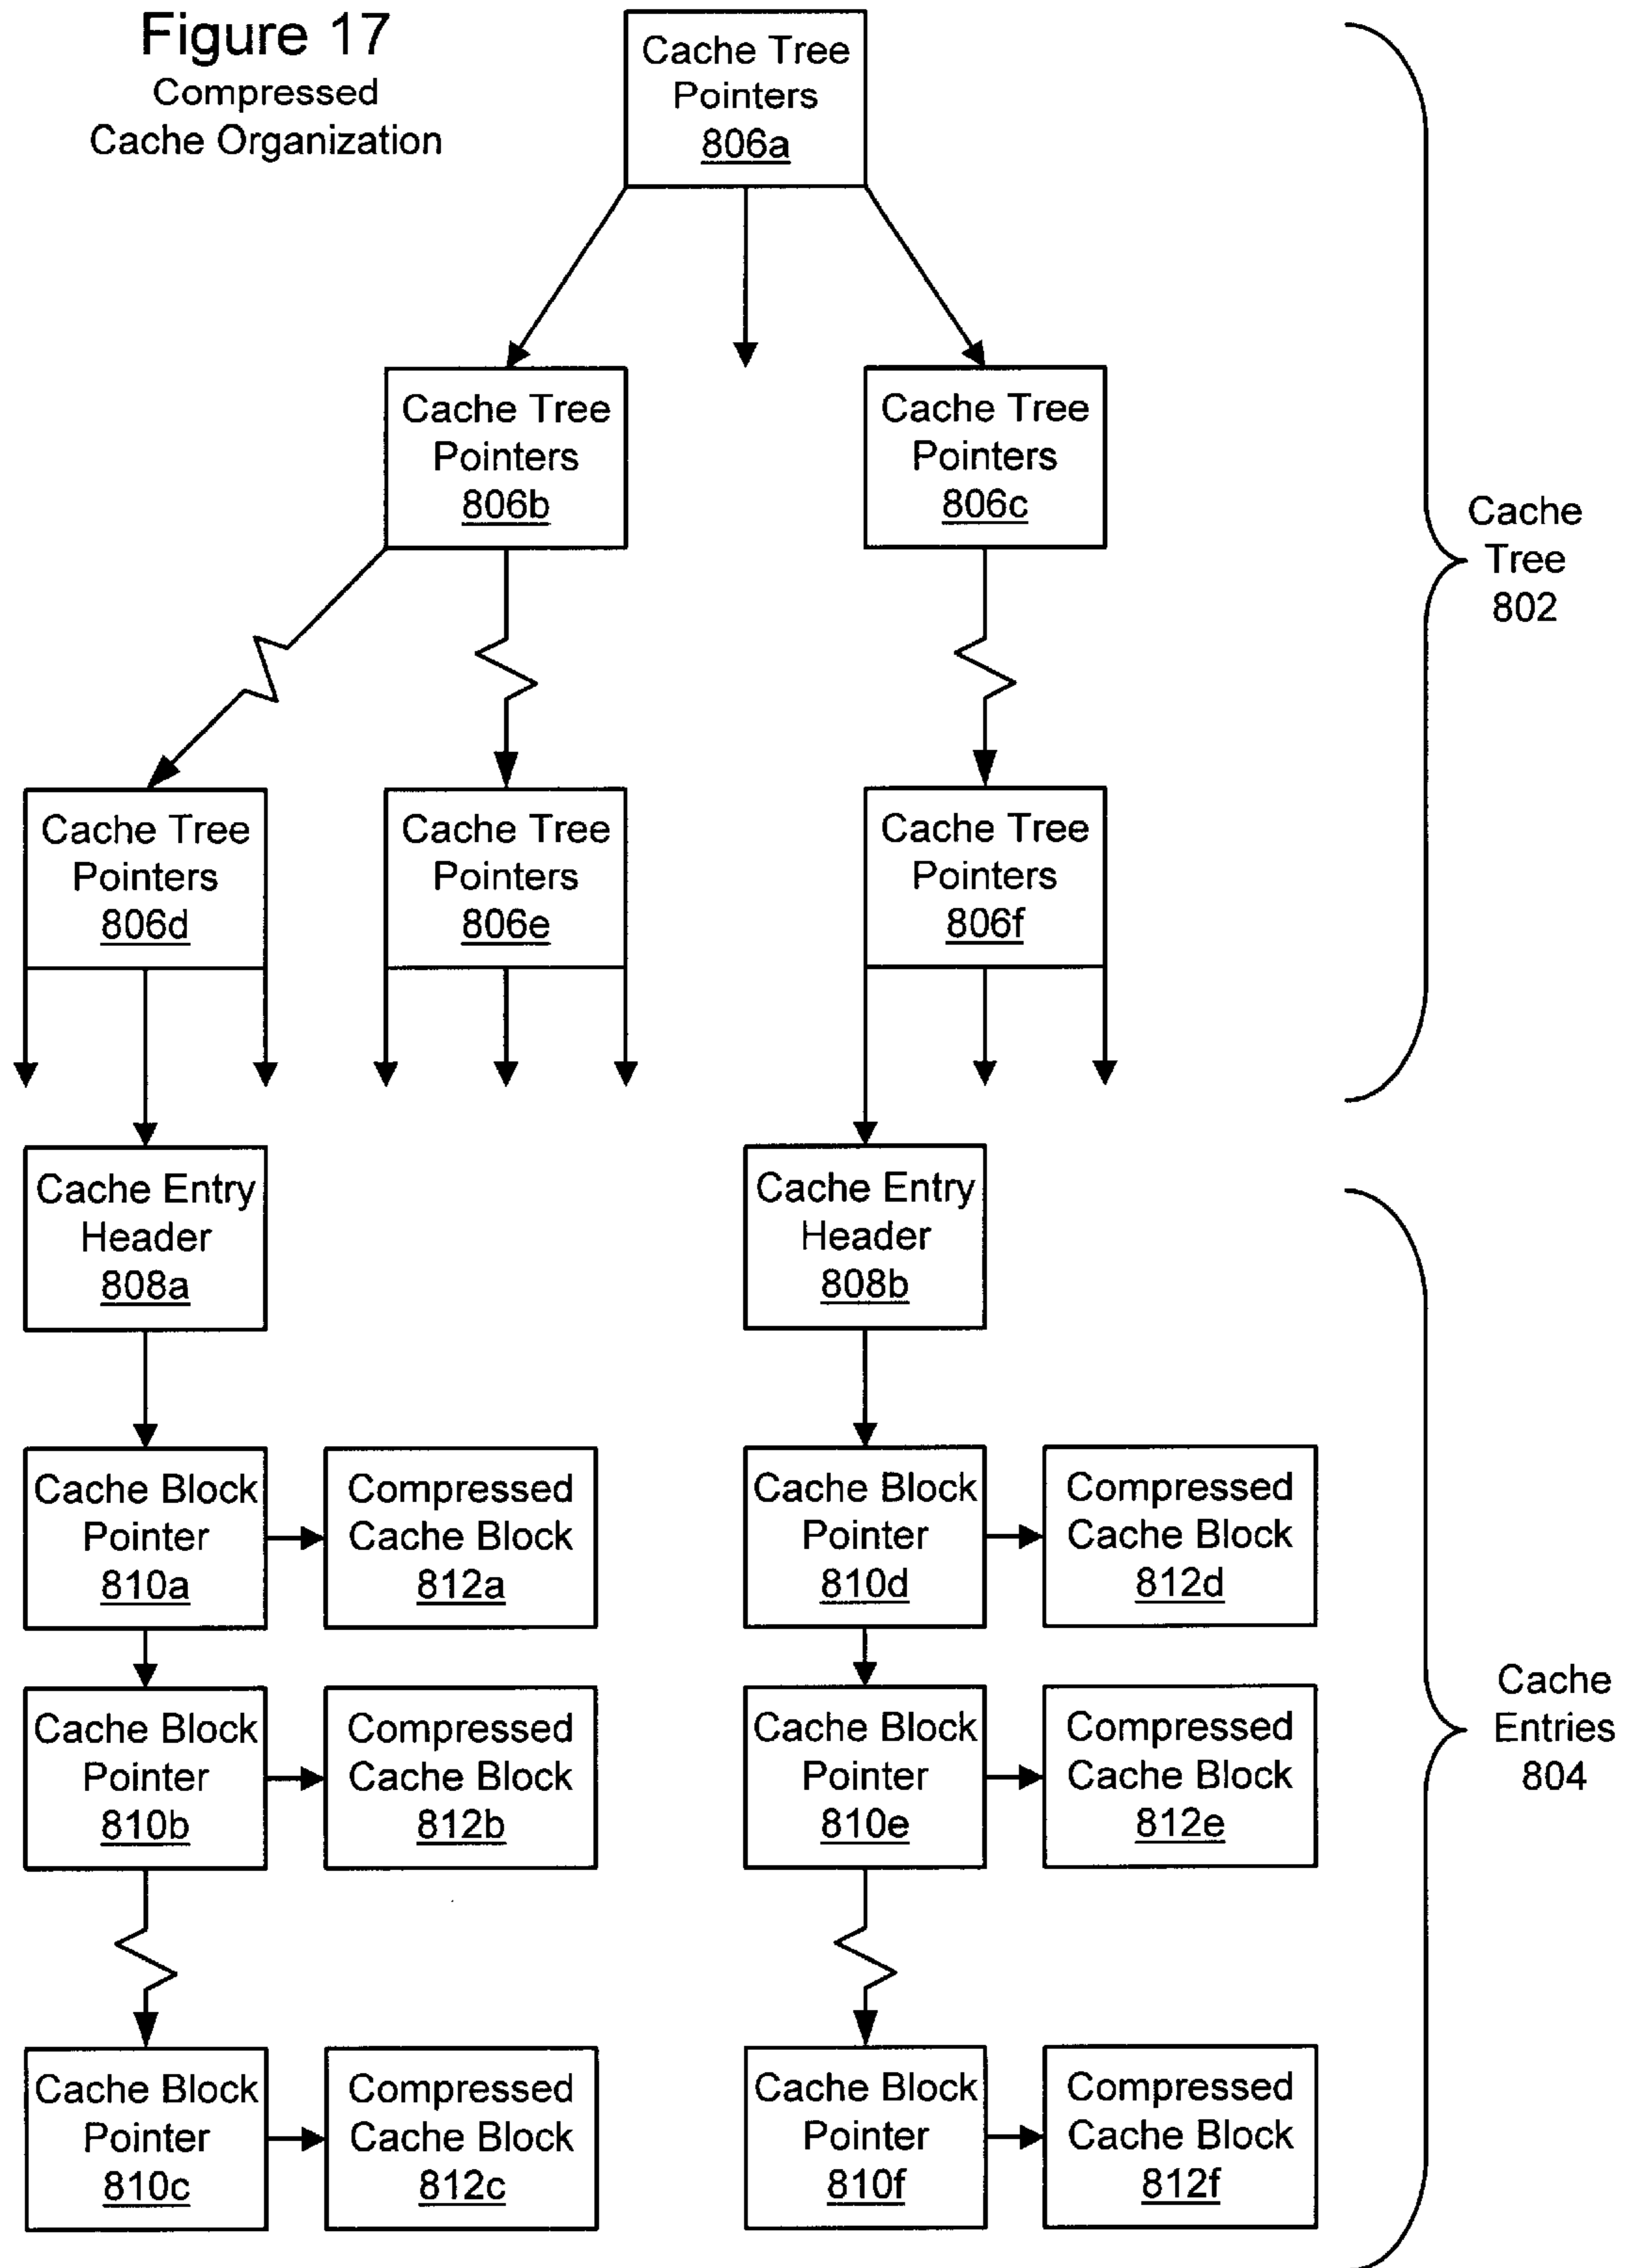 Figure 17
Compressed
Cache Organization
Cache Tree
Pointers
806a
Cache Tree
Pointers
806b
Cache Tree
Pointers
806c
Cache
Tree
802
Cache Tree
Pointers
806d
Cache Tree
Pointers
806e
Cache Tree
Pointers
806f
Cache Entry
Header
808a
Cache Entry
Header
808b
Cache Block
Pointer
810a
Compressed
Cache Block
812a
Cache Block
Pointer
810d
Compressed
Cache Block
812d
Cache Block
Pointer
810b
Compressed
Cache Block
812b
Cache Block
Pointer
810e
Compressed
Cache Block
812e
Cache
Entries
804
Cache Block
Pointer
810c
Compressed
Cache Block
812c
Cache Block
Pointer
810f
Compressed
Cache Block
812f